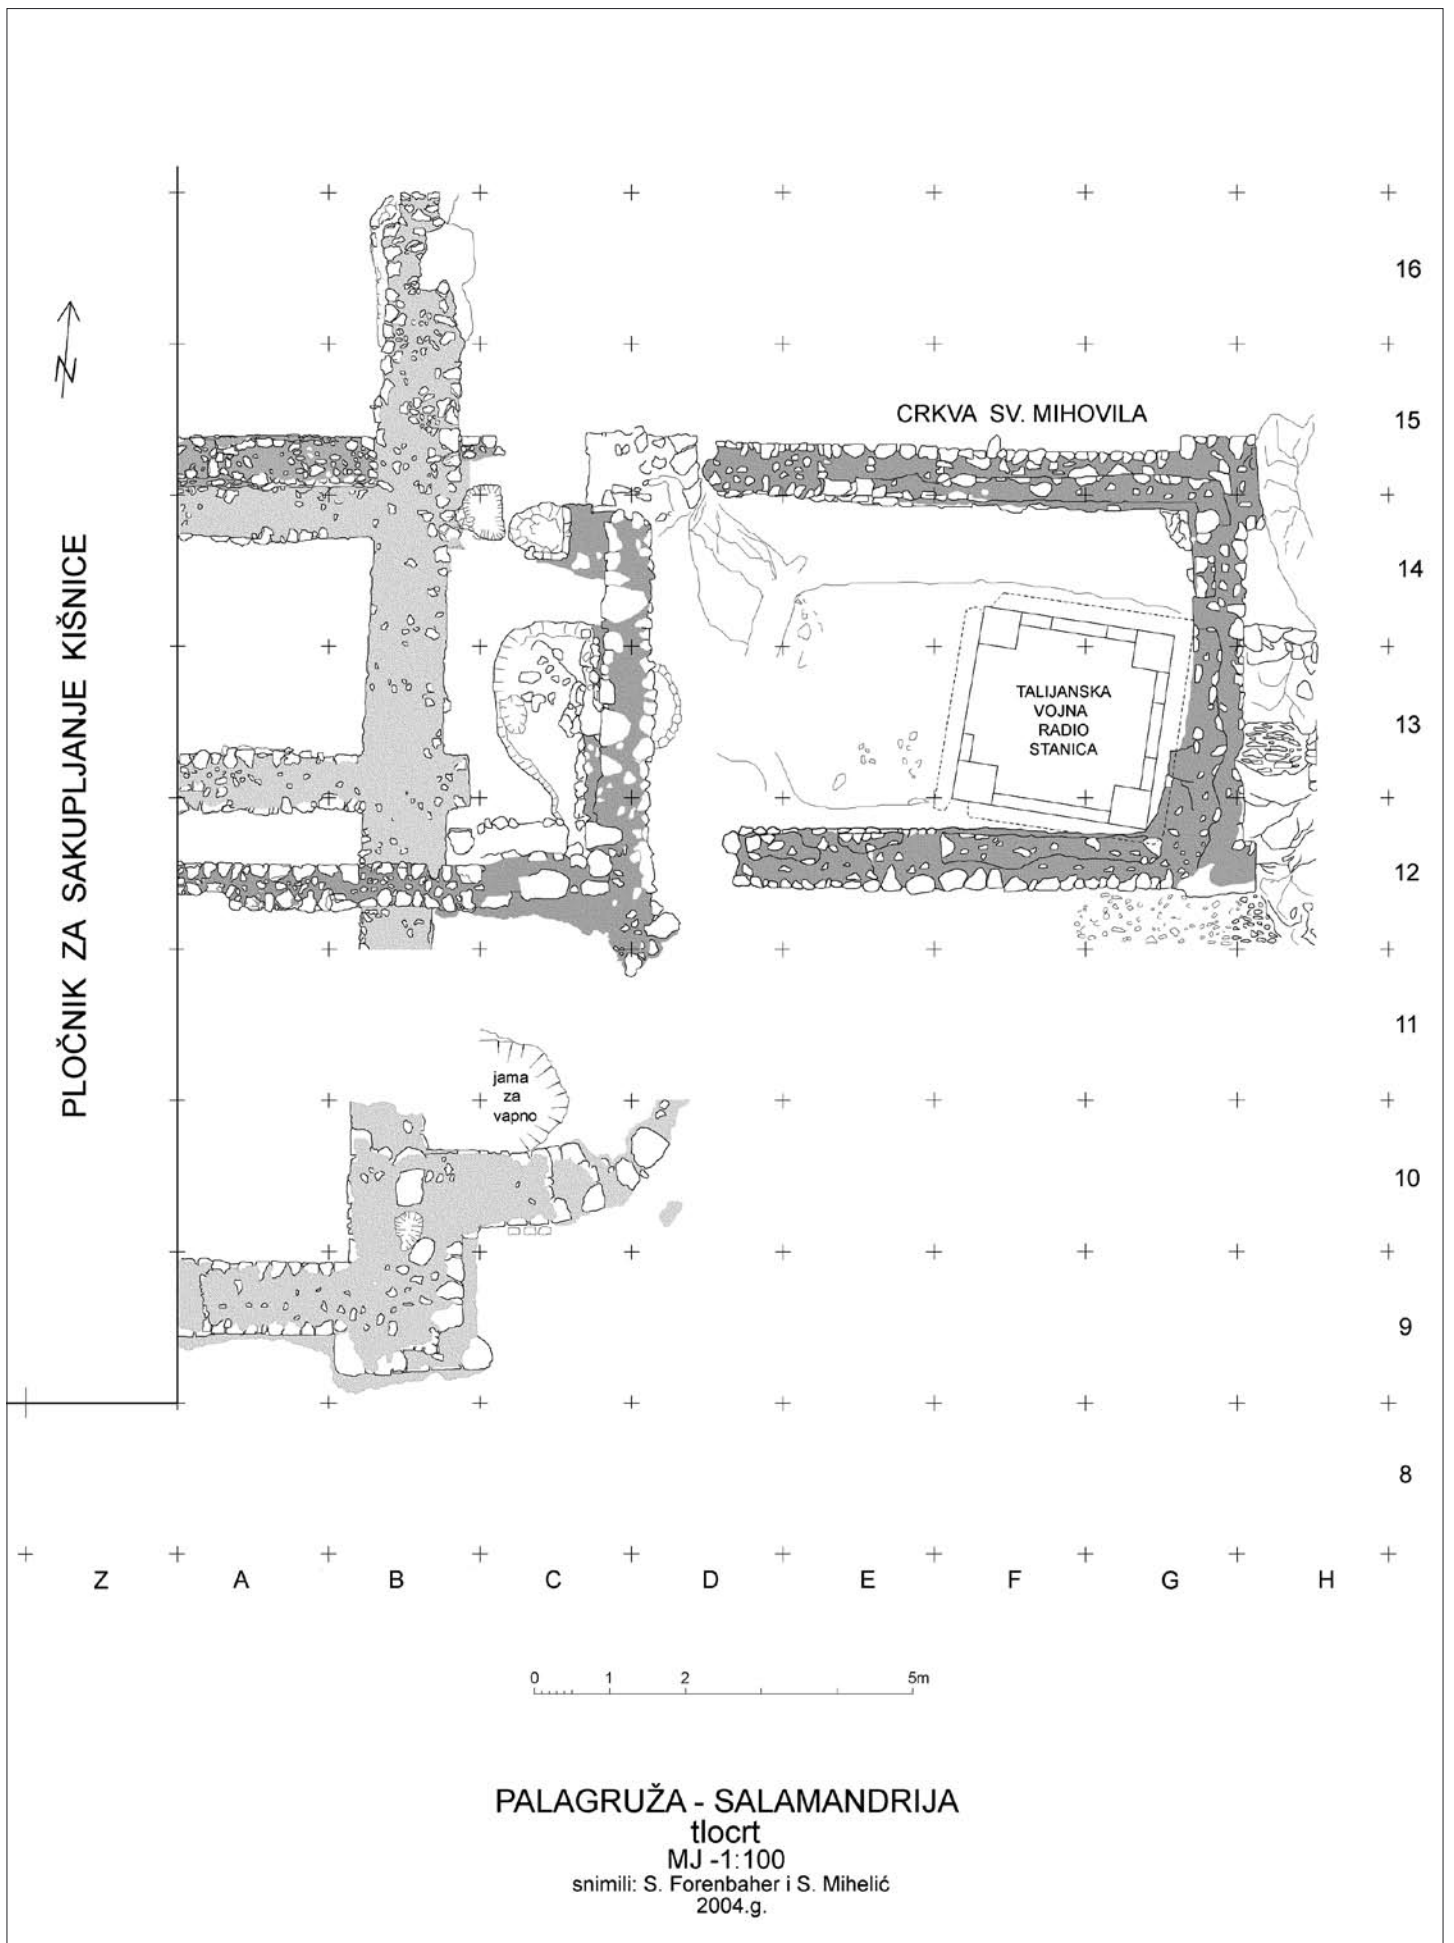 16
CRKVA SV. MIHOVILA
15
PLOČNIK ZA SAKUPLJANJE KIŠNICE
N
14
TALIJANSKA
VOJNA
RADIO
STANICA
13
12
11
jama
za
vapno
10
9
8
Z A B C D E F G H
0 1 2 5m
PALAGRUŽA - SALAMANDRIJA
tlocrt
MJ -1:100
snimili: S. Forenbaher i S. Mihelić
2004.g.